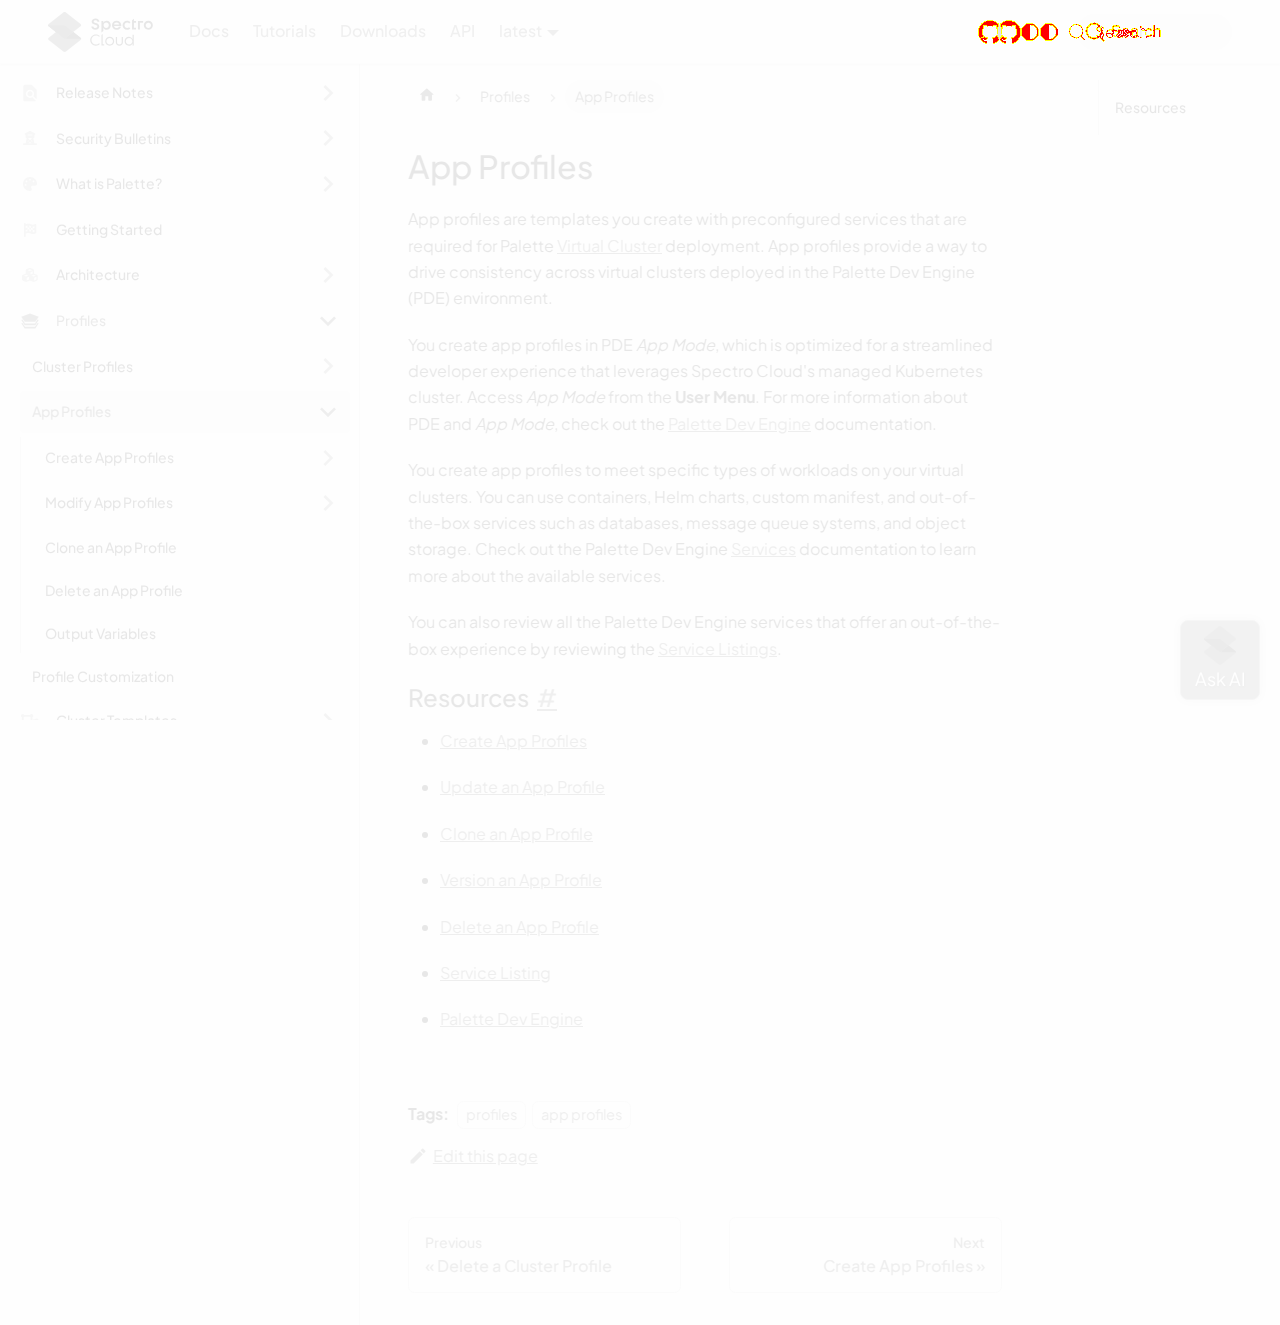 Spectro
Cloud
Docs
Tutorials
Downloads
API
latest
Release Notes
Security Bulletins
What is Palette?
Getting Started
Architecture
Profiles
Cluster Profiles
App Profiles
Create App Profiles
Modify App Profiles
Clone an App Profile
Delete an App Profile
Output Variables
Profile Customization
Cluster Templates
Profiles
App Profiles
App Profiles
App profiles are templates you create with preconfigured services that are
required for Palette Virtual Cluster deployment. App profiles provide a way to
drive consistency across virtual clusters deployed in the Palette Dev Engine
(PDE) environment.
You create app profiles in PDE App Mode, which is optimized for a streamlined
developer experience that leverages Spectro Cloud's managed Kubernetes
cluster. Access App Mode from the User Menu. For more information about
PDE and App Mode, check out the Palette Dev Engine documentation.
You create app profiles to meet specific types of workloads on your virtual
clusters. You can use containers, Helm charts, custom manifest, and out-of-
the-box services such as databases, message queue systems, and object
storage. Check out the Palette Dev Engine Services documentation to learn
more about the available services.
You can also review all the Palette Dev Engine services that offer an out-of-the-
box experience by reviewing the Service Listings.
Resources #
Create App Profiles
Update an App Profile
Clone an App Profile
Version an App Profile
Delete an App Profile
Service Listing
Palette Dev Engine
Tags: profiles app profiles
Edit this page
Previous
« Delete a Cluster Profile
Next
Create App Profiles »
Resources
Ask AI